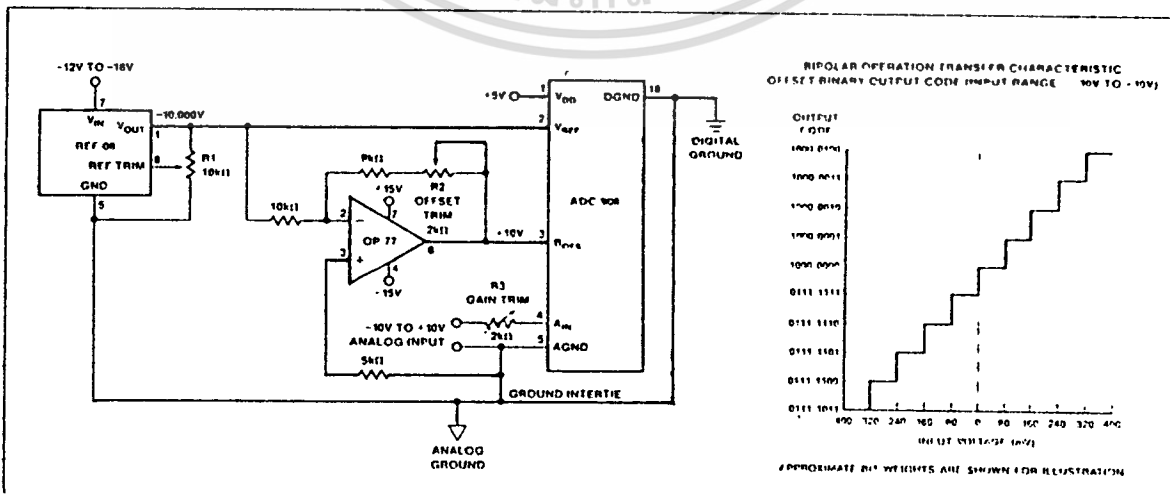 -12V TO -18V
7
VIN
VOUT
-10.000V
1
REF 08
REF TRIM
6
GND
5
R1
10kΩ
10kΩ
9kΩ
R2
OFFSET
TRIM
2kΩ
+15V
7
2
OP 77
6
3
4
-15V
+10V
R3
GAIN TRIM
2kΩ
-10V TO +10V
ANALOG INPUT
5kΩ
GROUND INTERTIE
ANALOG
GROUND
+5V
1
VDD
DGND
18
2
VREF
DIGITAL
GROUND
ADC 908
3
4
AIN
5
AGND
BIPOLAR OPERATION TRANSFER CHARACTERISTIC
OFFSET BINARY OUTPUT CODE (INPUT RANGE 10V TO -10V)
OUTPUT
CODE
1000 0011
1000 0010
1000 0001
1000 0000
0111 1111
0111 1110
0111 1101
0111 1100
0111 1011
400 320 240 160 80 0 80 160 240 320 400
INPUT VOLTAGE (mV)
APPROXIMATE BIT WEIGHTS ARE SHOWN FOR ILLUSTRATION